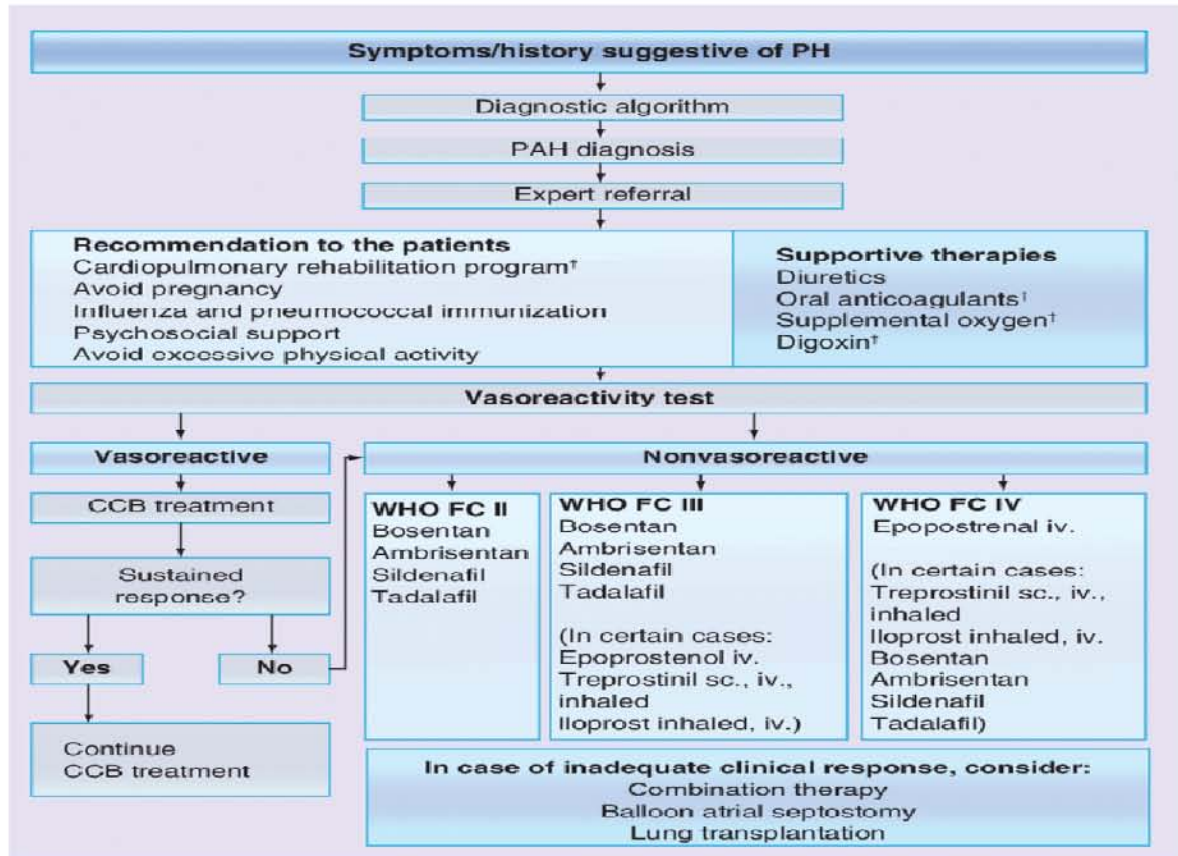 Symptoms/history suggestive of PH
Diagnostic algorithm
PAH diagnosis
Expert referral
Recommendation to the patients
Cardiopulmonary rehabilitation program†
Avoid pregnancy
Influenza and pneumococcal immunization
Psychosocial support
Avoid excessive physical activity
Supportive therapies
Diuretics
Oral anticoagulants†
Supplemental oxygen†
Digoxin†
Vasoreactivity test
Vasoreactive
CCB treatment
Sustained
response?
Yes
No
Continue
CCB treatment
Nonvasoreactive
WHO FC II
Bosentan
Ambrisentan
Sildenafil
Tadalafil
WHO FC III
Bosentan
Ambrisentan
Sildenafil
Tadalafil
(In certain cases:
Epoprostenol iv.
Treprostinil sc., iv.,
inhaled
Iloprost inhaled, iv.)
WHO FC IV
Epopostrenal iv.
(In certain cases:
Treprostinil sc., iv.,
inhaled
Iloprost inhaled, iv.
Bosentan
Ambrisentan
Sildenafil
Tadalafil)
In case of inadequate clinical response, consider:
Combination therapy
Balloon atrial septostomy
Lung transplantation